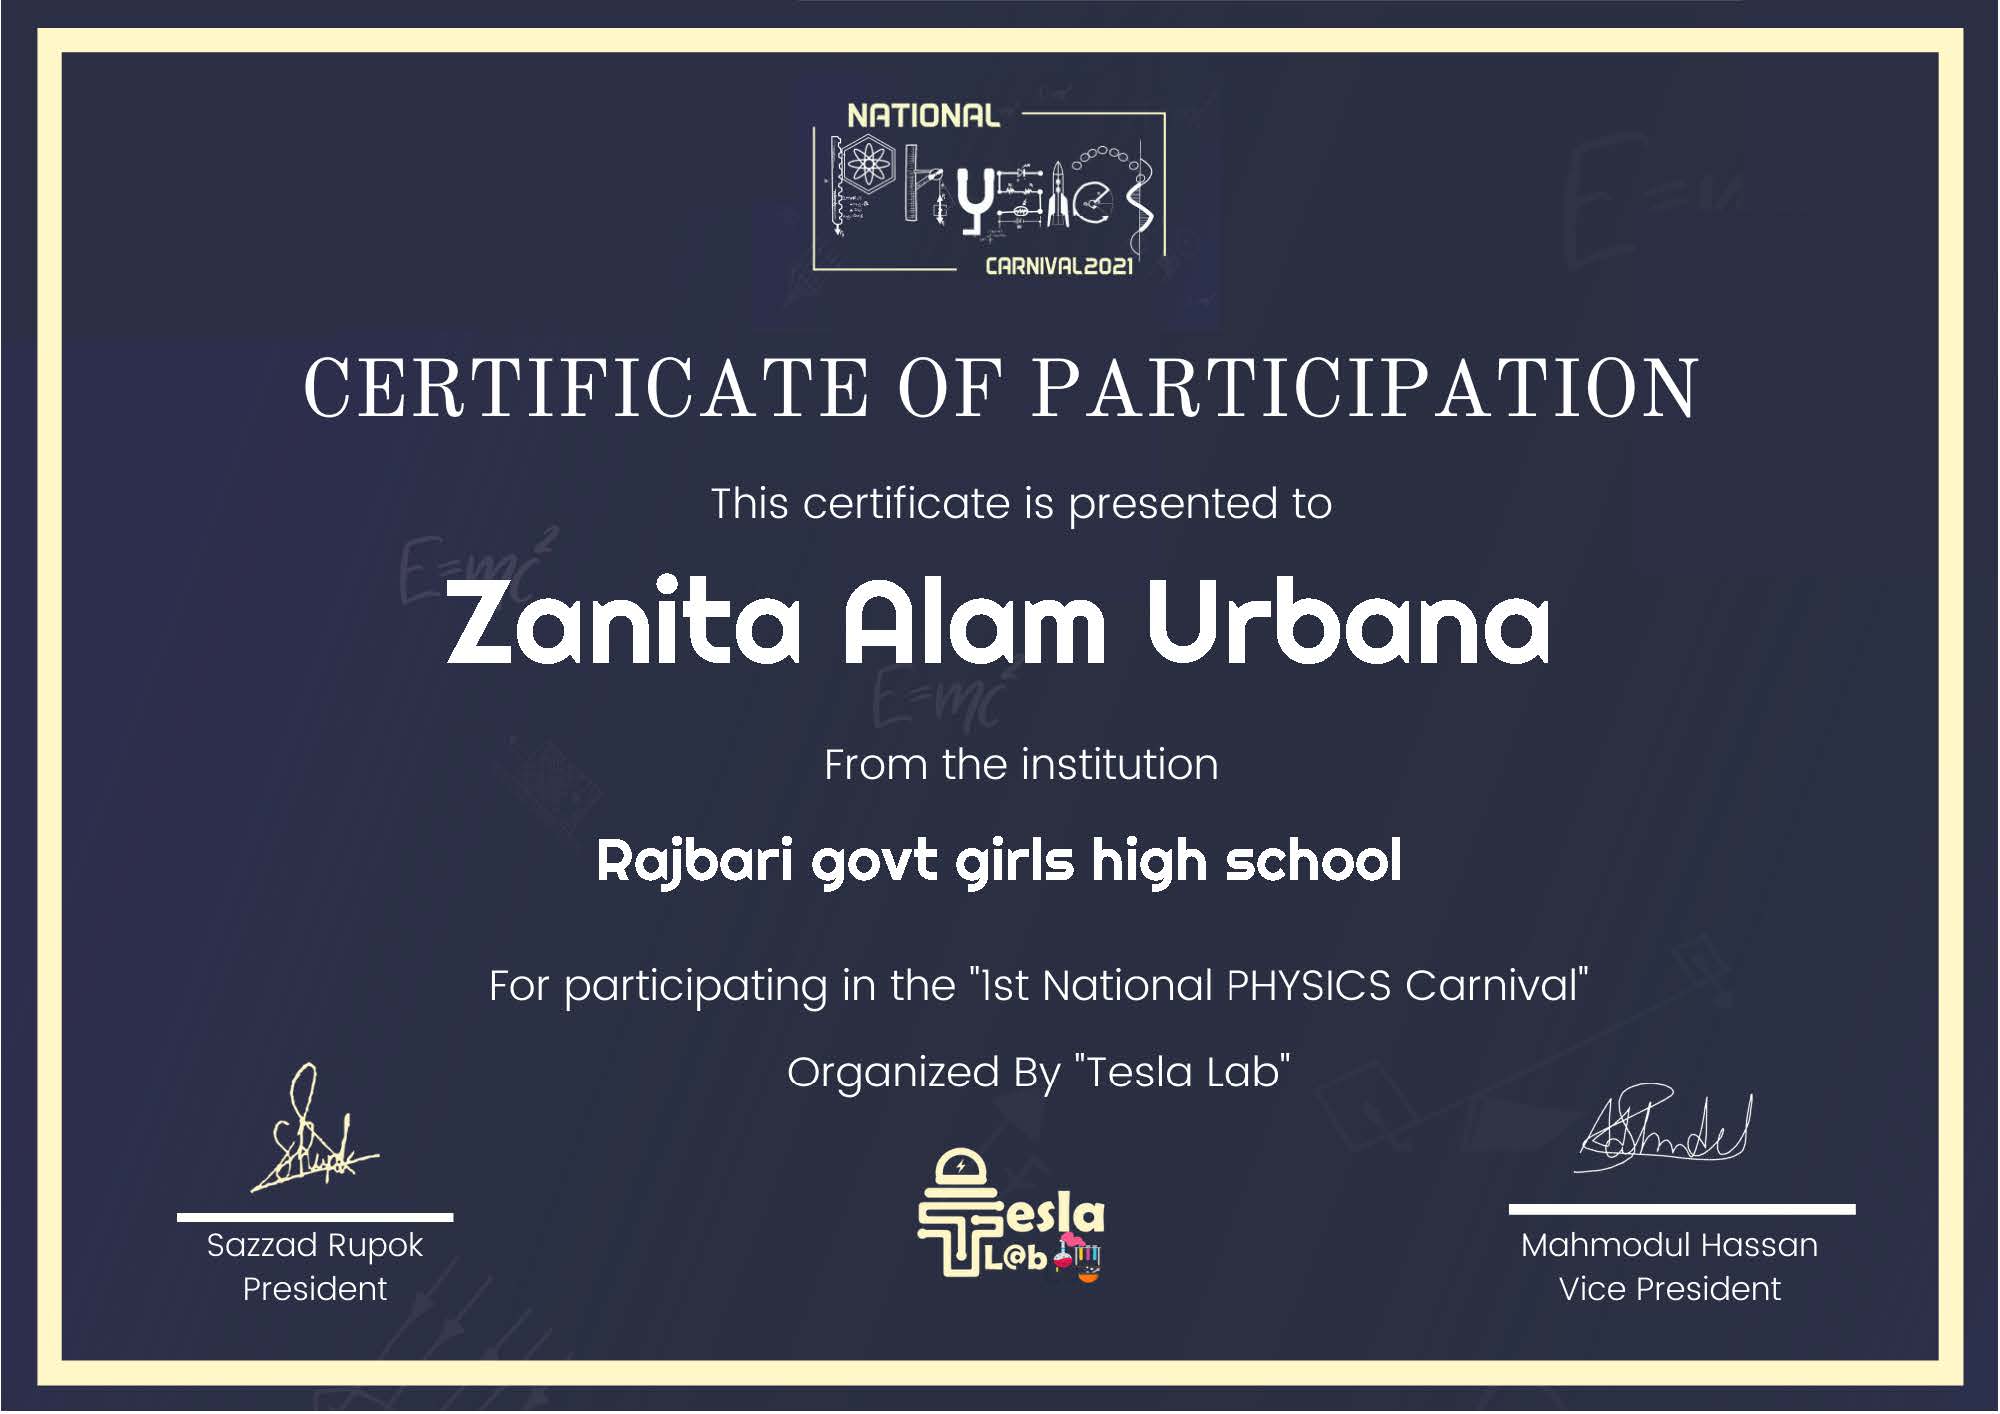 NATIONAL
Physics
CARNIVAL2021
CERTIFICATE OF PARTICIPATION
This certificate is presented to
E=mc²
Zanita Alam Urbana
E=mc²
From the institution
Rajbari govt girls high school
For participating in the "1st National PHYSICS Carnival"
Organized By "Tesla Lab"
Tesla
L@b
Sazzad Rupok
President
Mahmodul Hassan
Vice President